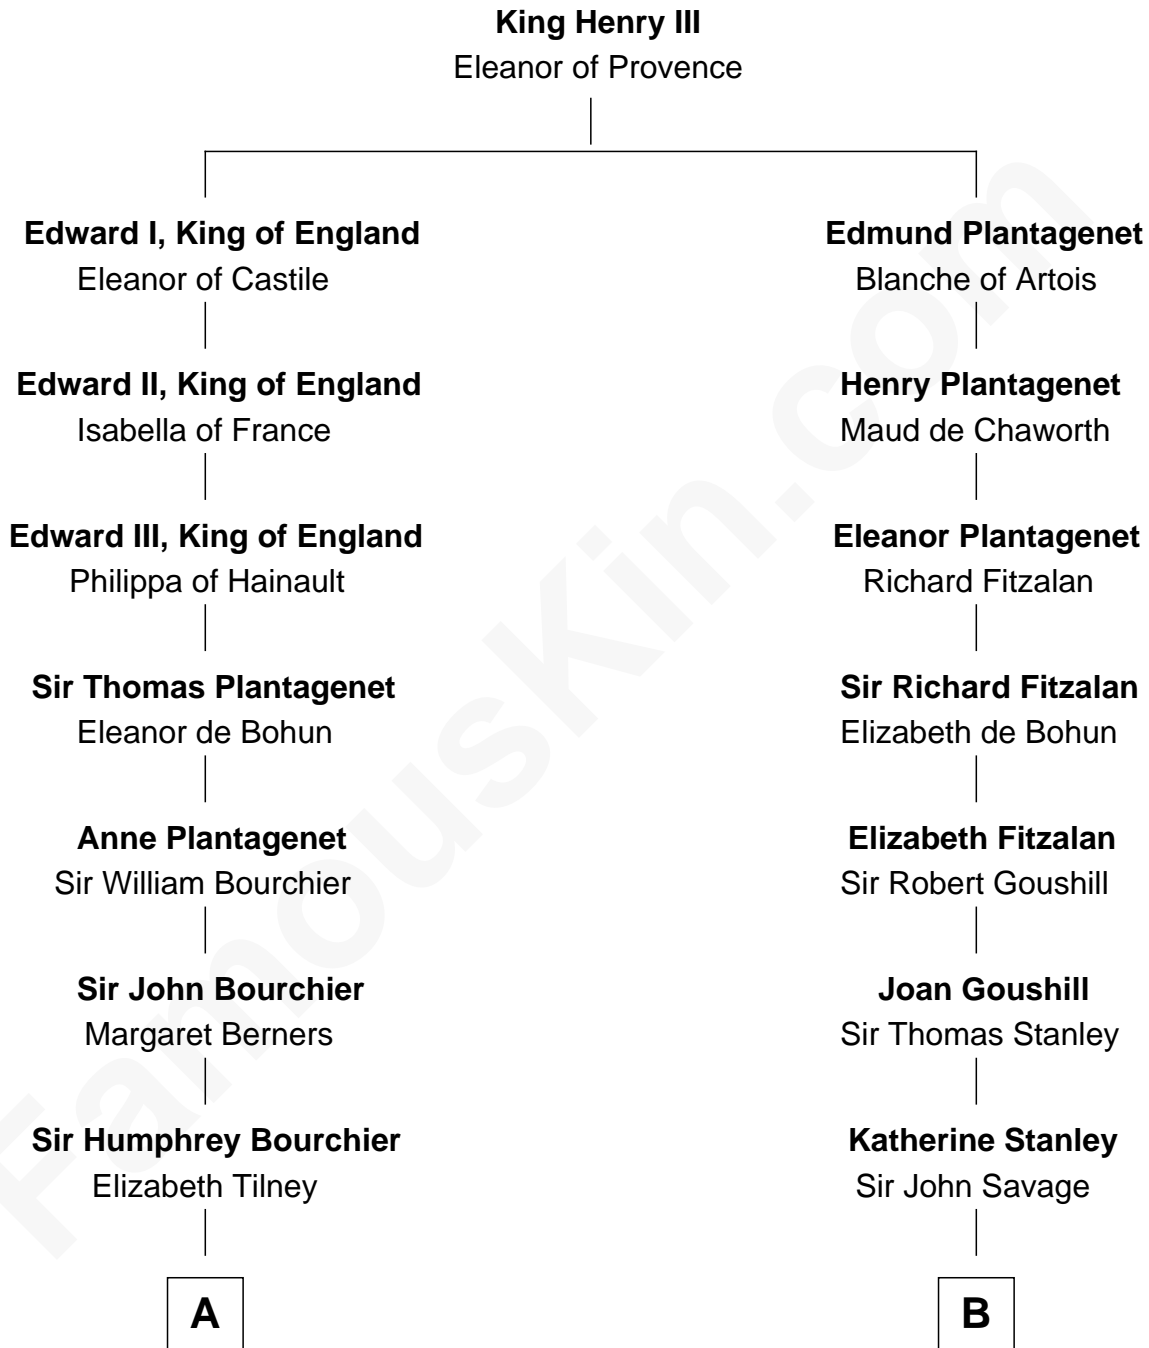 King Henry III
Eleanor of Provence
Edward I, King of England
Eleanor of Castile
Edmund Plantagenet
Blanche of Artois
Edward II, King of England
Isabella of France
Henry Plantagenet
Maud de Chaworth
Edward III, King of England
Philippa of Hainault
Eleanor Plantagenet
Richard Fitzalan
Sir Thomas Plantagenet
Eleanor de Bohun
Sir Richard Fitzalan
Elizabeth de Bohun
Anne Plantagenet
Sir William Bourchier
Elizabeth Fitzalan
Sir Robert Goushill
Sir John Bourchier
Margaret Berners
Joan Goushill
Sir Thomas Stanley
Sir Humphrey Bourchier
Elizabeth Tilney
Katherine Stanley
Sir John Savage
A
B
FamousKin.com